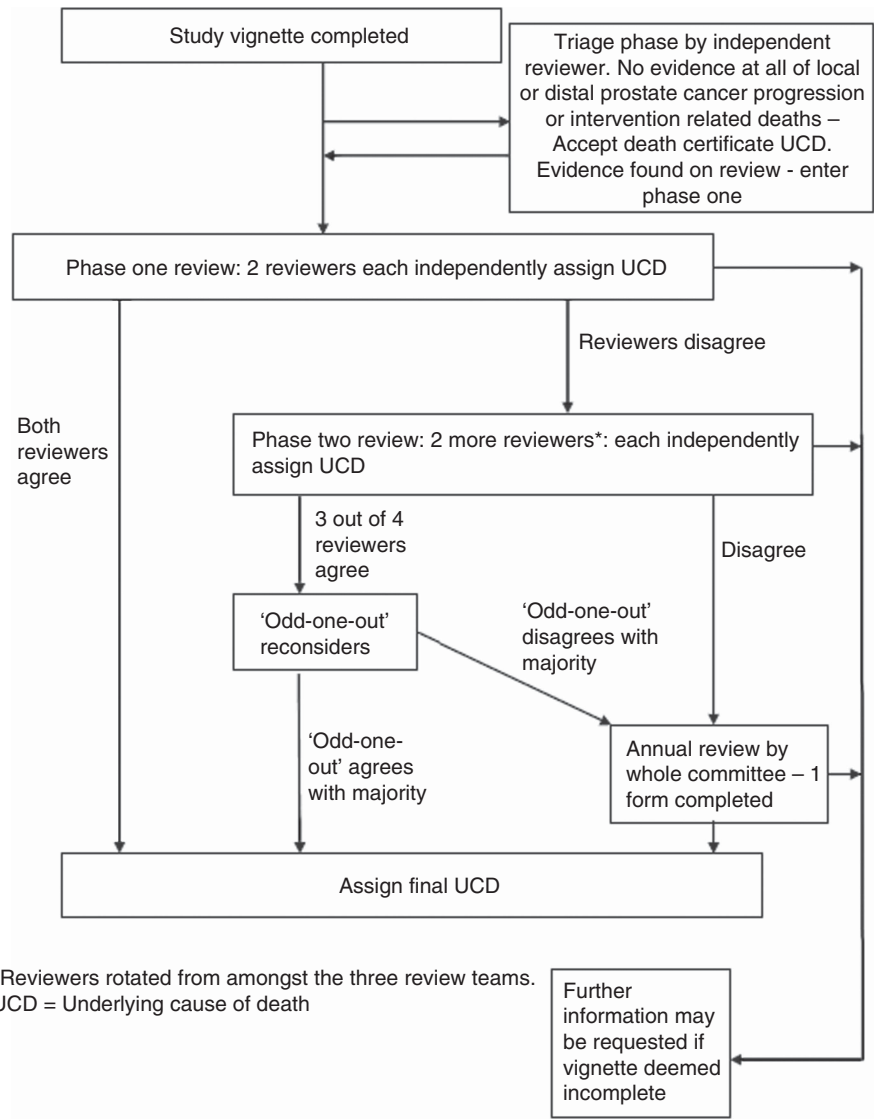 Study vignette completed
Triage phase by independent
reviewer. No evidence at all of local
or distal prostate cancer progression
or intervention related deaths –
Accept death certificate UCD.
Evidence found on review - enter
phase one
Phase one review: 2 reviewers each independently assign UCD
Reviewers disagree
Both
reviewers
agree
Phase two review: 2 more reviewers*: each independently
assign UCD
3 out of 4
reviewers
agree
Disagree
‘Odd-one-out’
reconsiders
‘Odd-one-out’
disagrees with
majority
‘Odd-one-
out’ agrees
with majority
Annual review by
whole committee – 1
form completed
Assign final UCD
Reviewers rotated from amongst the three review teams.
UCD = Underlying cause of death
Further
information may
be requested if
vignette deemed
incomplete